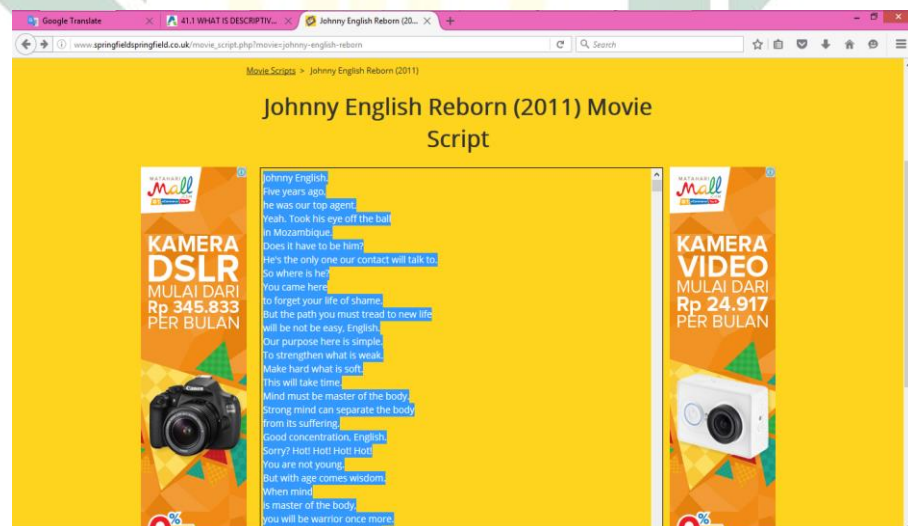 Google Translate
41.1 WHAT IS DESCRIPTIV...
Johnny English Reborn (20...
www.springfieldspringfield.co.uk/movie_script.php?movie=johnny-english-reborn
Search
Movie Scripts > Johnny English Reborn (2011)
Johnny English Reborn (2011) Movie
Script
MATAHARI
Mall
.COM
KAMERA
DSLR
MULAI DARI
Rp 345.833
PER BULAN
Canon
0%
Johnny English.
Five years ago,
he was our top agent.
Yeah. Took his eye off the ball
in Mozambique.
Does it have to be him?
He's the only one our contact will talk to.
So where is he?
You came here
to forget your life of shame.
But the path you must tread to new life
will be not be easy, English.
Our purpose here is simple.
To strengthen what is weak.
Make hard what is soft.
This will take time.
Mind must be master of the body.
Strong mind can separate the body
from its suffering.
Good concentration, English.
Sorry? Hot! Hot! Hot! Hot!
You are not young.
But with age comes wisdom.
When mind
is master of the body,
you will be warrior once more.
MATAHARI
Mall
.COM
KAMERA
VIDEO
MULAI DARI
Rp 24.917
PER BULAN
0%